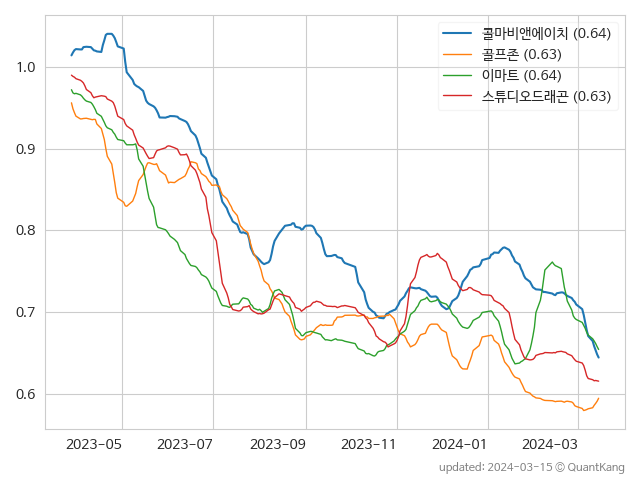 콜마비앤에이치 (0.64)
골프존 (0.63)
이마트 (0.64)
스튜디오드래곤 (0.63)
1.0
0.9
0.8
0.7
0.6
2023-05 2023-07 2023-09 2023-11 2024-01 2024-03
updated: 2024-03-15 © QuantKang